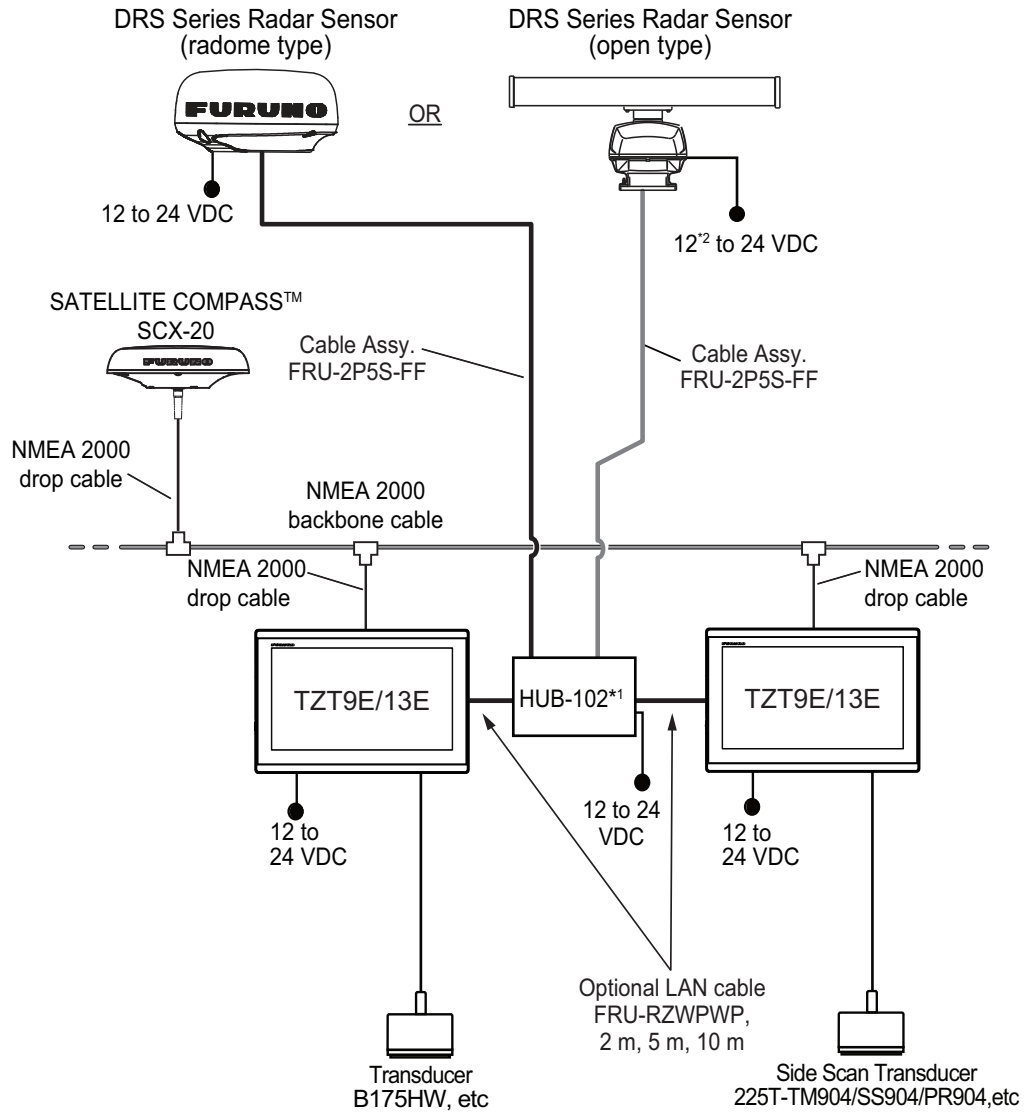 DRS Series Radar Sensor
(radome type)
DRS Series Radar Sensor
(open type)
FURUNO
OR
12 to 24 VDC
12*2 to 24 VDC
SATELLITE COMPASS™
SCX-20
FURUNO
Cable Assy.
FRU-2P5S-FF
Cable Assy.
FRU-2P5S-FF
NMEA 2000
drop cable
NMEA 2000
backbone cable
NMEA 2000
drop cable
NMEA 2000
drop cable
FURUNO
TZT9E/13E
HUB-102*1
FURUNO
TZT9E/13E
12 to
24 VDC
12 to 24
VDC
12 to
24 VDC
Optional LAN cable
FRU-RZWPWP,
2 m, 5 m, 10 m
Transducer
B175HW, etc
Side Scan Transducer
225T-TM904/SS904/PR904,etc